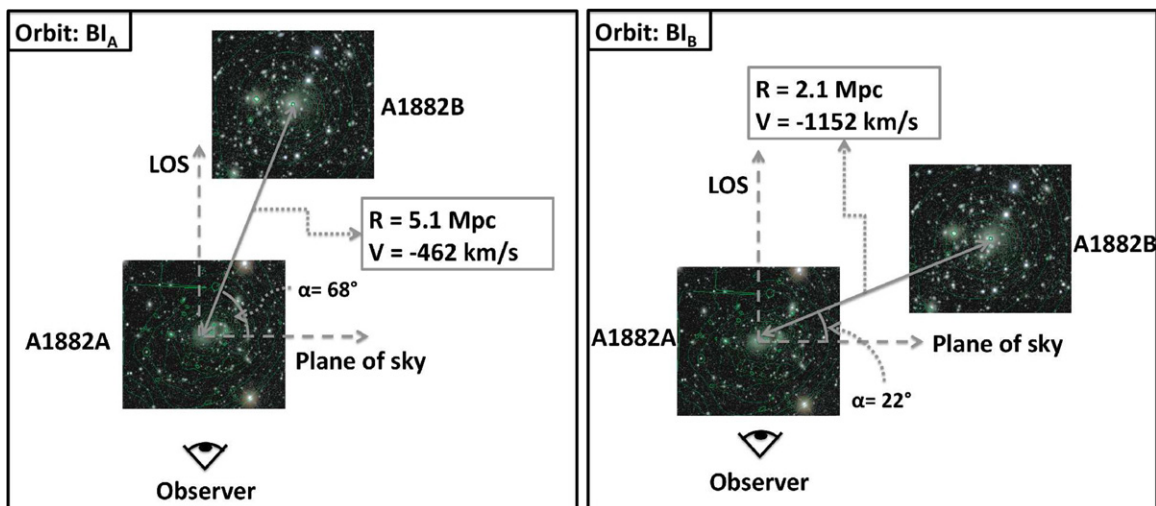 Orbit: BI_A
A1882B
LOS
R = 5.1 Mpc
V = -462 km/s
α= 68°
A1882A
Plane of sky
Observer
Orbit: BI_B
R = 2.1 Mpc
V = -1152 km/s
LOS
A1882B
A1882A
Plane of sky
α= 22°
Observer